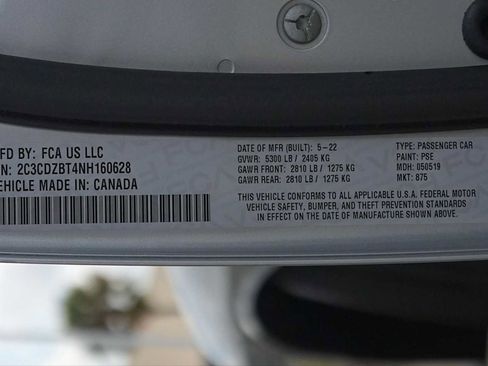 FD BY: FCA US LLC
N: 2C3CDZBT4NH160628
EHICLE MADE IN: CANADA
DATE OF MFR (BUILT): 5-22
GVWR: 5300 LB / 2405 KG
GAWR FRONT: 2810 LB / 1275 KG
GAWR REAR: 2810 LB / 1275 KG
TYPE: PASSENGER CAR
PAINT: PSE
MDH: 050519
MKT: 875
THIS VEHICLE CONFORMS TO ALL APPLICABLE U.S.A. FEDERAL MOTOR
VEHICLE SAFETY, BUMPER, AND THEFT PREVENTION STANDARDS
IN EFFECT ON THE DATE OF MANUFACTURE SHOWN ABOVE.